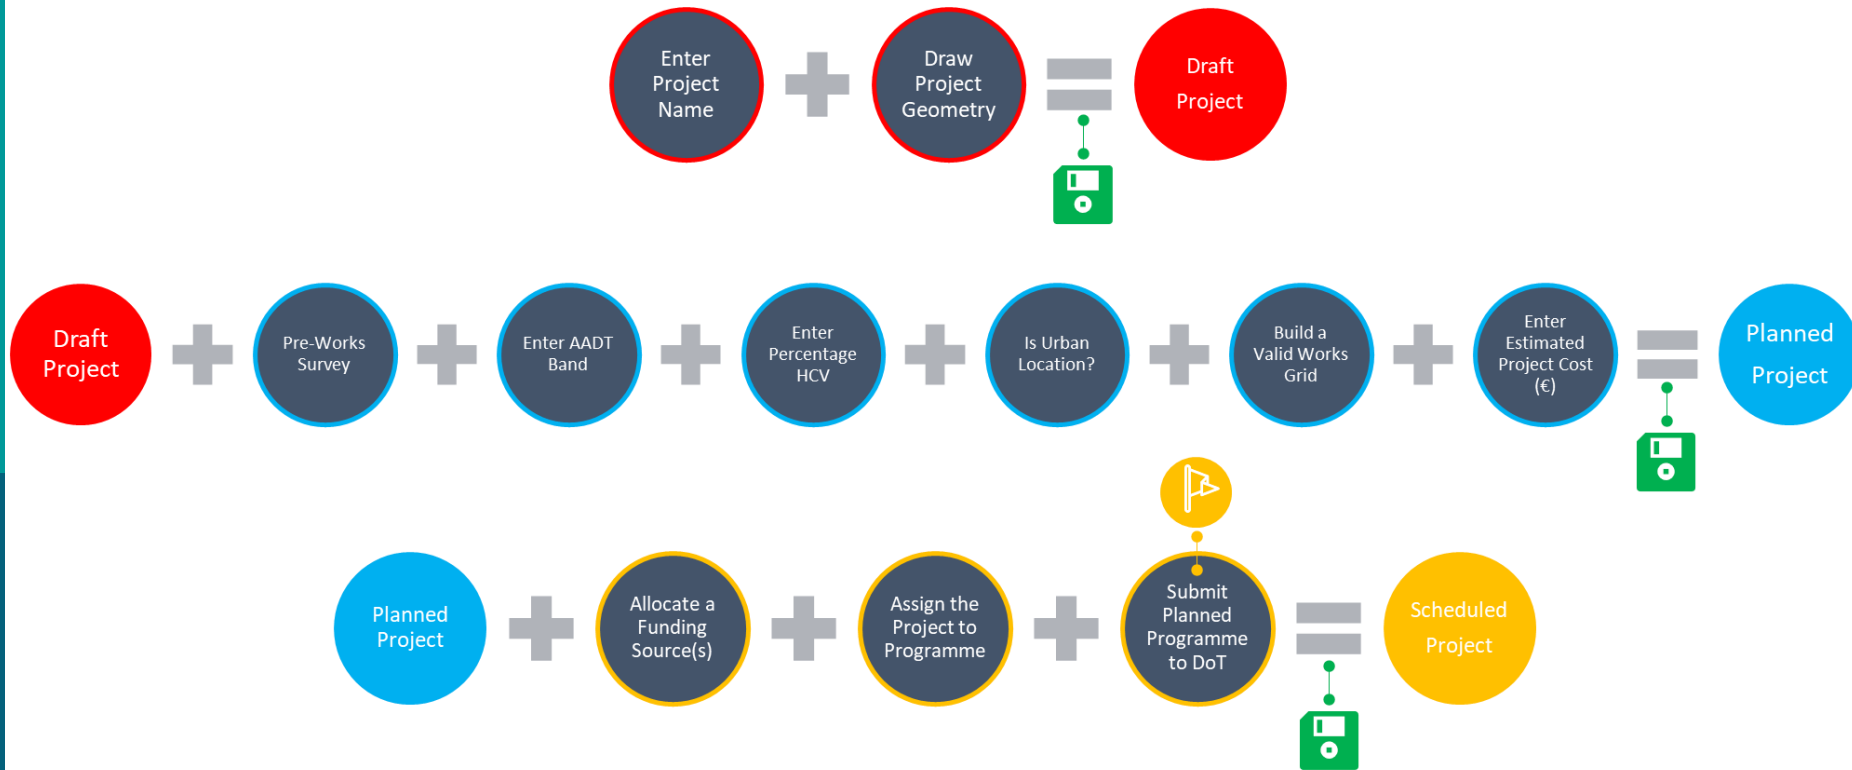 Enter
Project
Name
Draw
Project
Geometry
Draft
Project
Draft
Project
Pre-Works
Survey
Enter AADT
Band
Enter
Percentage
HCV
Is Urban
Location?
Build a
Valid Works
Grid
Enter
Estimated
Project Cost
(€)
Planned
Project
Planned
Project
Allocate a
Funding
Source(s)
Assign the
Project to
Programme
Submit
Planned
Programme
to DoT
Scheduled
Project